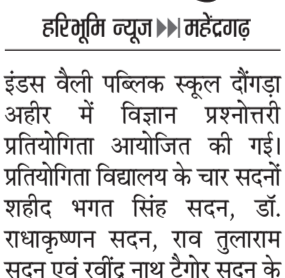 हरिभूमि न्यूज ▶▶। महेंद्रगढ़
इंडस वैली पब्लिक स्कूल दौंगड़ा
अहीर में विज्ञान प्रश्नोत्तरी
प्रतियोगिता आयोजित की गई।
प्रतियोगिता विद्यालय के चार सदनों
शहीद भगत सिंह सदन, डॉ.
राधाकृष्णन सदन, राव तुलाराम
सदन एवं रवींद्र नाथ टैगोर सदन के